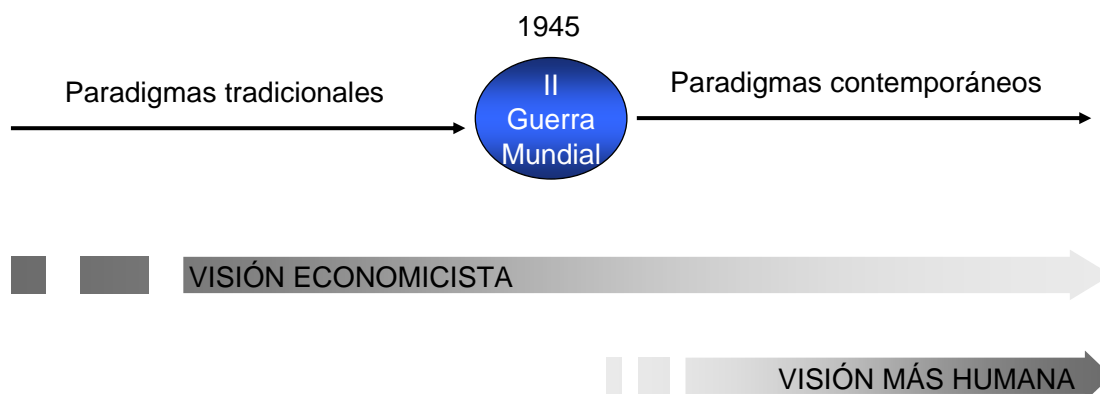 1945
Paradigmas tradicionales
II
Guerra
Mundial
Paradigmas contemporáneos
VISIÓN ECONOMICISTA
VISIÓN MÁS HUMANA